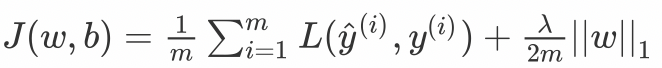 J(w, b) = \frac{1}{m} \sum_{i=1}^{m} L(\hat{y}^{(i)}, y^{(i)}) + \frac{\lambda}{2m} ||w||_1